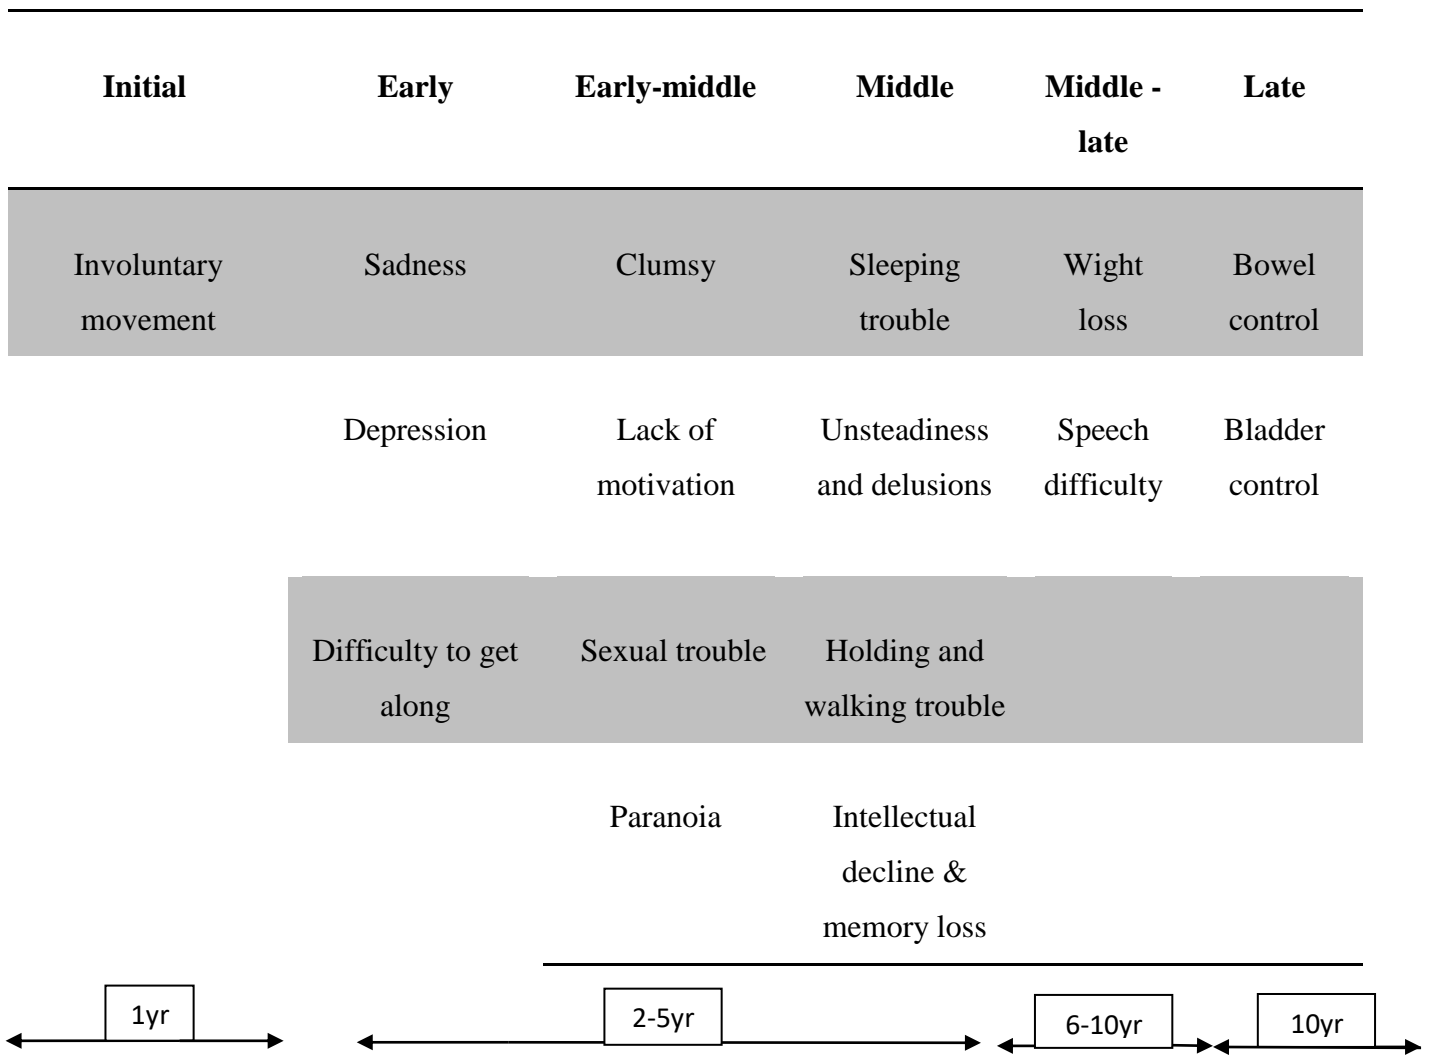 Initial Early Early-middle Middle Middle - Late
late
Involuntary Sadness Clumsy Sleeping Wight Bowel
movement trouble loss control
Depression Lack of Unsteadiness Speech Bladder
motivation and delusions difficulty control
Difficulty to get Sexual trouble Holding and
along walking trouble
Paranoia Intellectual
decline &
memory loss
1yr 2-5yr 6-10yr 10yr